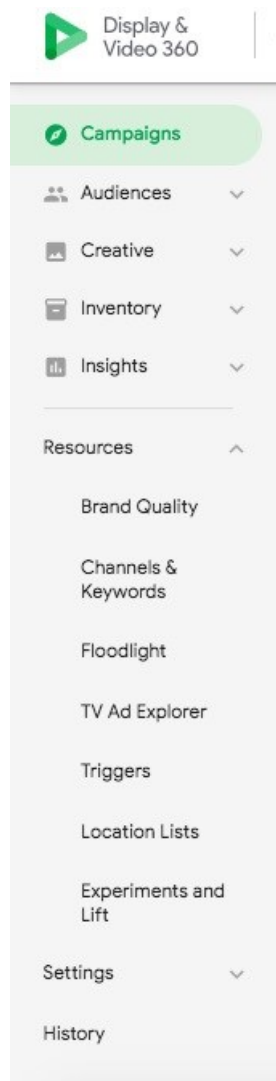 Display &
Video 360
Campaigns
Audiences
Creative
Inventory
Insights
Resources
Brand Quality
Channels &
Keywords
Floodlight
TV Ad Explorer
Triggers
Location Lists
Experiments and
Lift
Settings
History